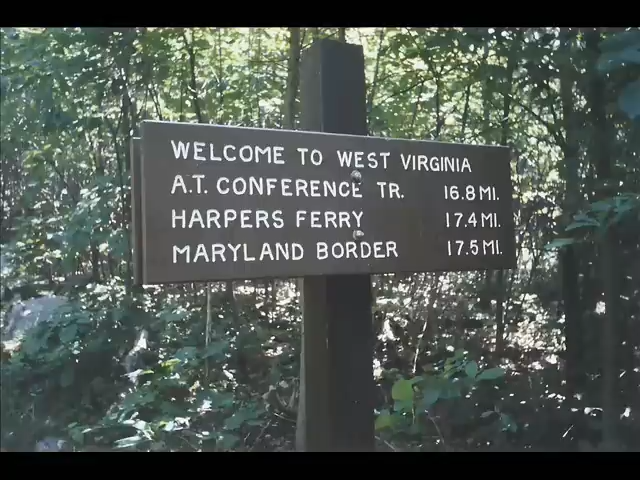 WELCOME TO WEST VIRGINIA
A.T. CONFERENCE TR. 16.8 MI.
HARPERS FERRY 17.4 MI.
MARYLAND BORDER 17.5 MI.